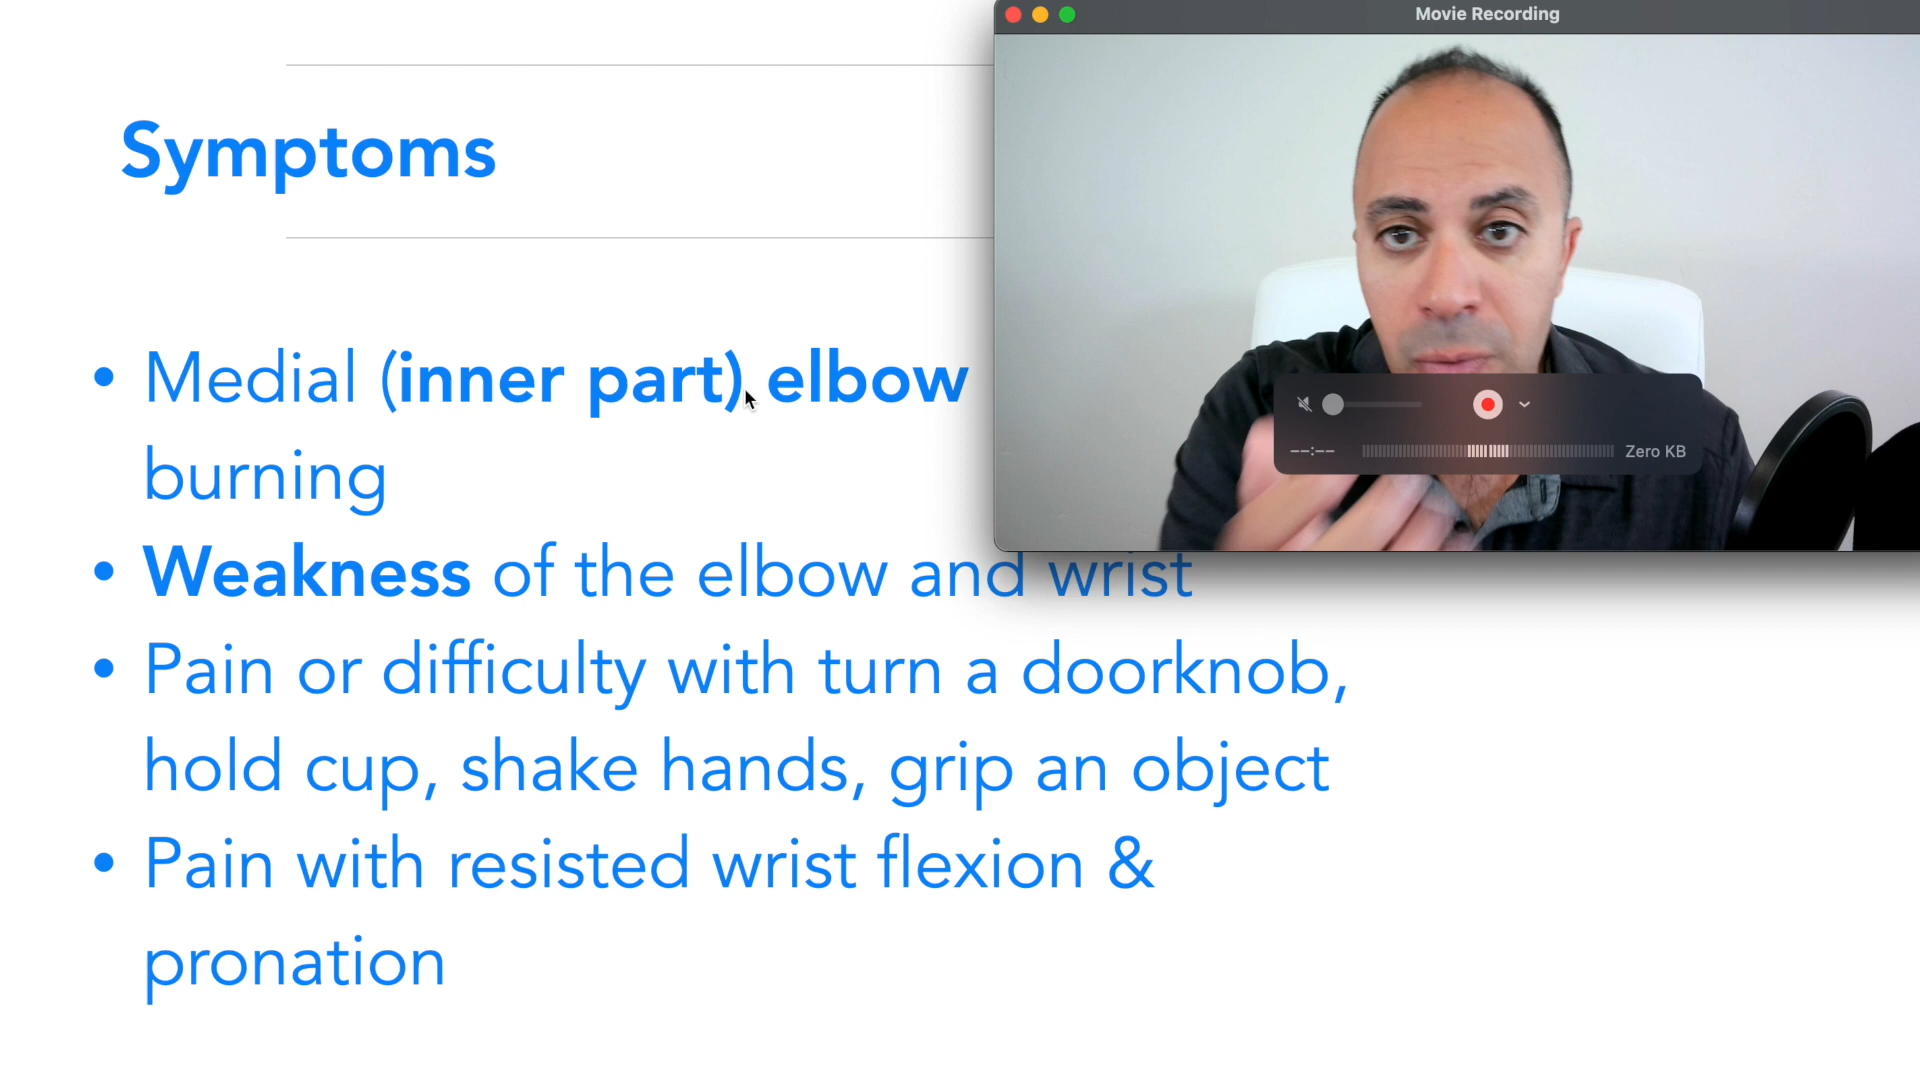 Movie Recording
Symptoms
• Medial (inner part) elbow
burning
--:-- Zero KB
• Weakness of the elbow and wrist
• Pain or difficulty with turn a doorknob,
hold cup, shake hands, grip an object
• Pain with resisted wrist flexion &
pronation